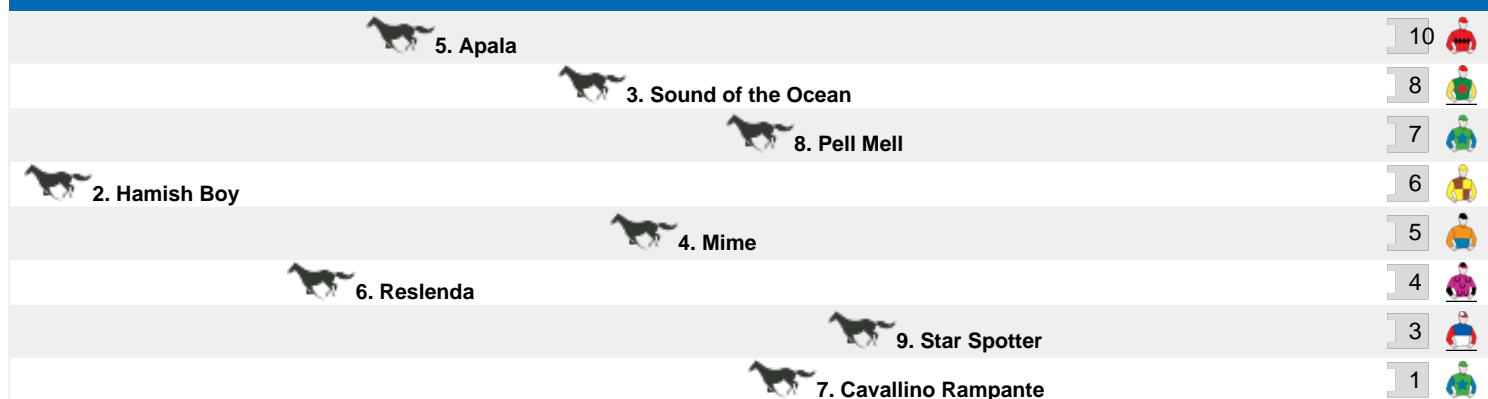 5. Apala 10
3. Sound of the Ocean 8
8. Pell Mell 7
2. Hamish Boy 6
4. Mime 5
6. Reslenda 4
9. Star Spotter 3
7. Cavallino Rampante 1